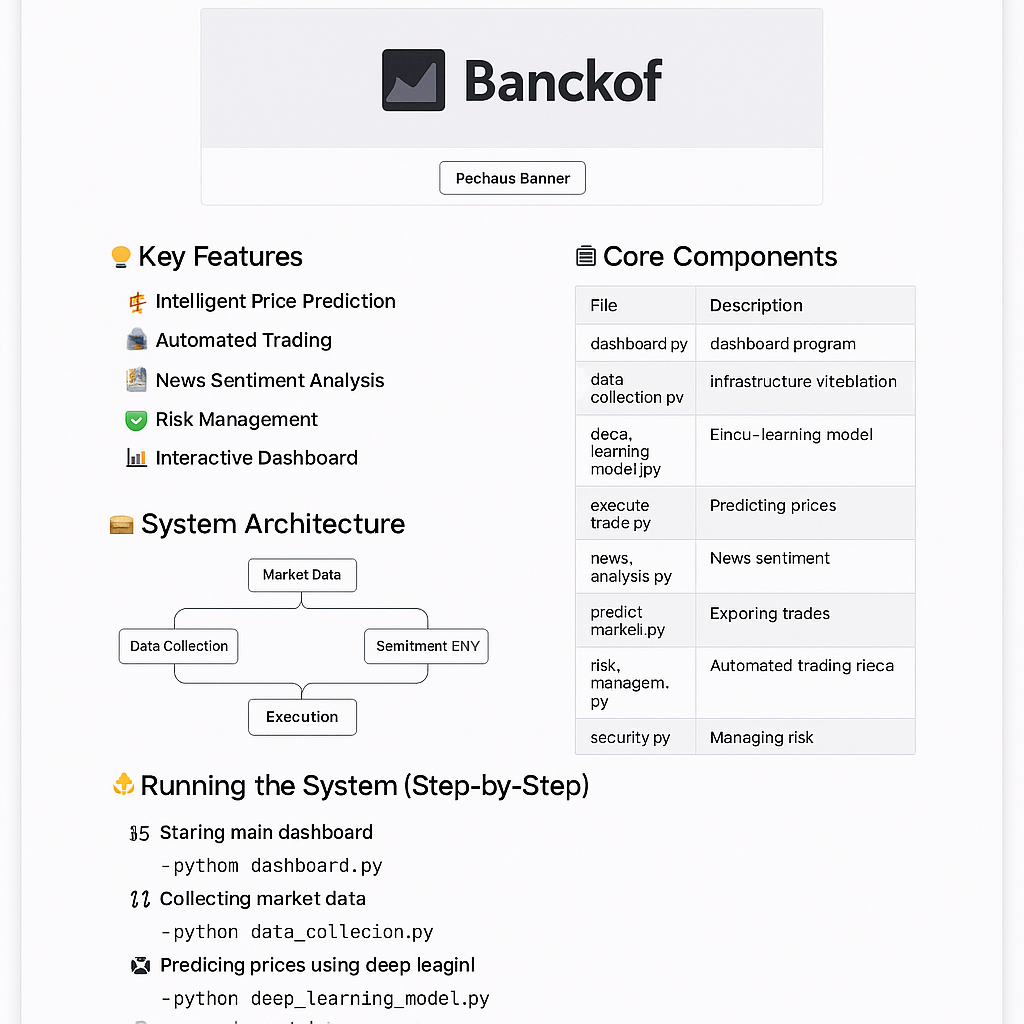 Banckof
Pechaus Banner
Key Features
Intelligent Price Prediction
Automated Trading
News Sentiment Analysis
Risk Management
Interactive Dashboard
System Architecture
Market Data
Data Collection
Semitment ENY
Execution
Core Components
File Description
dashboard py dashboard program
data infrastructure viteblation
collection pv
deca, Eincu-learning model
learning
model jpy
execute Predicting prices
trade py
news, News sentiment
analysis py
predict Exporing trades
markeli.py
risk, Automated trading rieca
managem.
py
security py Managing risk
Running the System (Step-by-Step)
Staring main dashboard
-pythom dashboard.py
Collecting market data
-python data_collecion.py
Predicing prices using deep leaginl
-python deep_learning_model.py